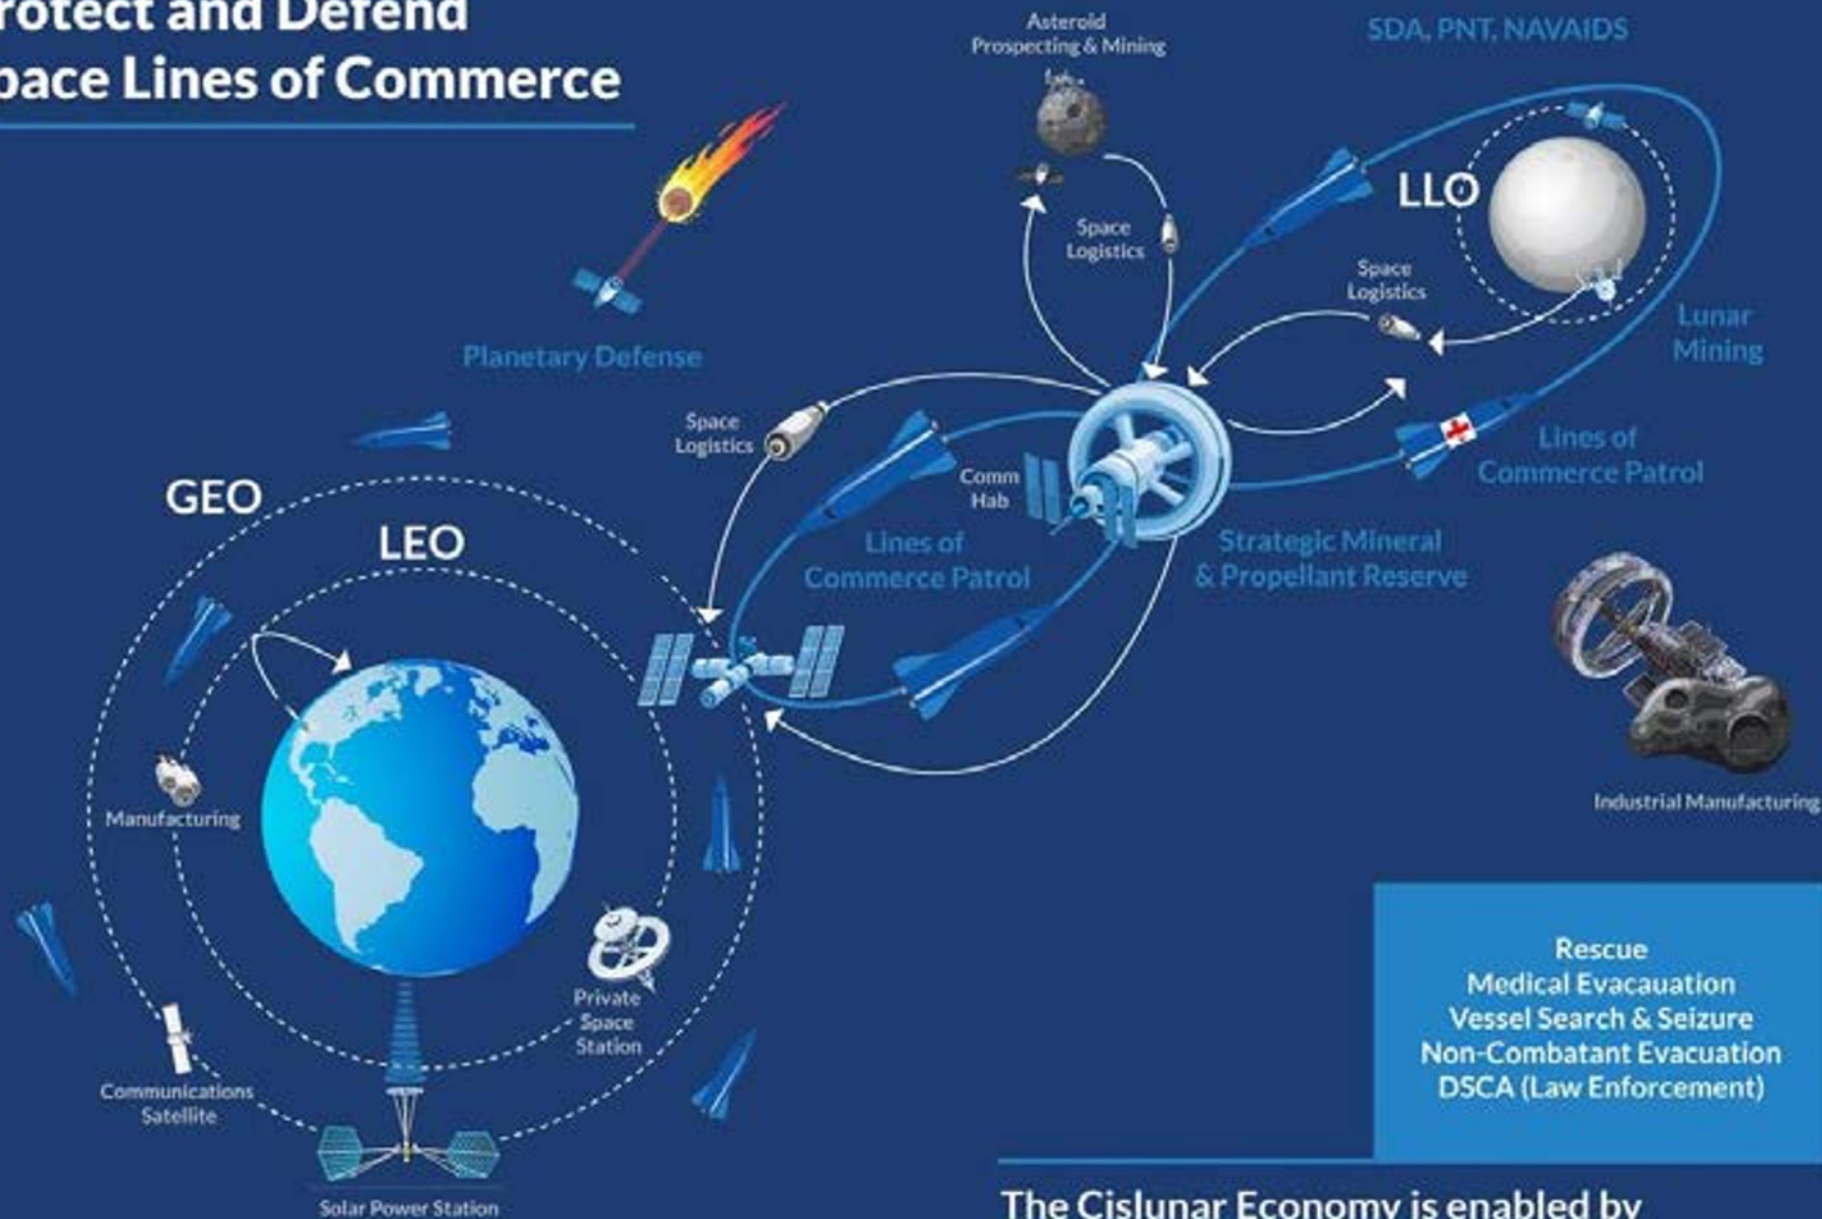 rotect and Defend
pace Lines of Commerce
Asteroid
Prospecting & Mining
SDA, PNT, NAVAIDS
LLO
Space
Logistics
Space
Logistics
Lunar
Mining
Planetary Defense
Space
Logistics
Lines of
Commerce Patrol
Comm
Hab
GEO
LEO
Lines of
Commerce Patrol
Strategic Mineral
& Propellant Reserve
Manufacturing
Industrial Manufacturing
Private
Space
Station
Communications
Satellite
Solar Power Station
Rescue
Medical Evacauation
Vessel Search & Seizure
Non-Combatant Evacuation
DSCA (Law Enforcement)
The Cislunar Economy is enabled by